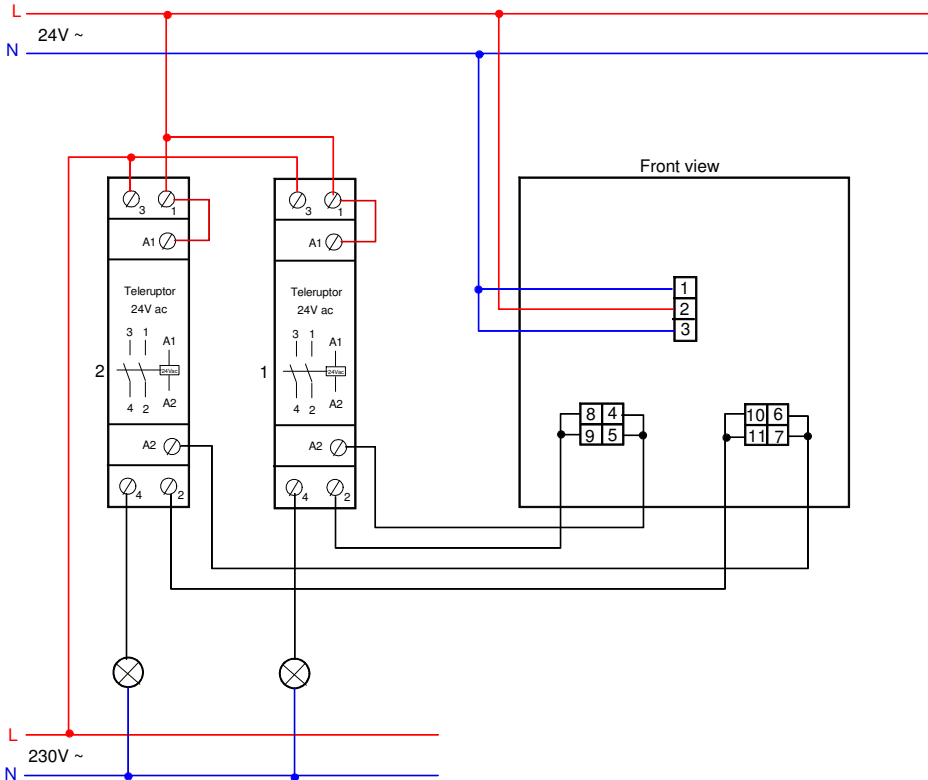 L
24V ~
N
Front view
3 1
A1
Teleruptor
24V ac
3 1
A1
24Vac
4 2
A2
2
A2
4 2
3 1
A1
Teleruptor
24V ac
3 1
A1
24Vac
4 2
A2
1
A2
4 2
1
2
3
8 4
9 5
10 6
11 7
L
230V ~
N